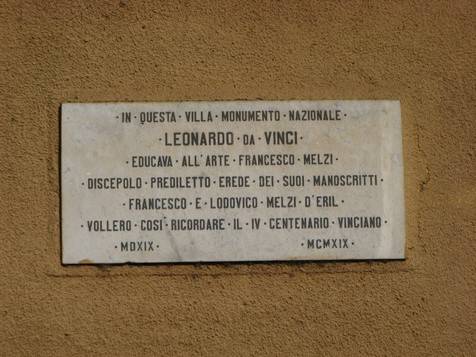 ·IN·QUESTA·VILLA·MONUMENTO·NAZIONALE·
·LEONARDO·DA·VINCI·
·EDUCAVA·ALL'ARTE·FRANCESCO·MELZI·
·DISCEPOLO·PREDILETTO·EREDE·DEI·SUOI·MANOSCRITTI·
·FRANCESCO·E·LODOVICO·MELZI·D'ERIL·
·VOLLERO·COSI'·RICORDARE·IL·IV·CENTENARIO·VINCIANO·
·MDXIX· ·MCMXIX·